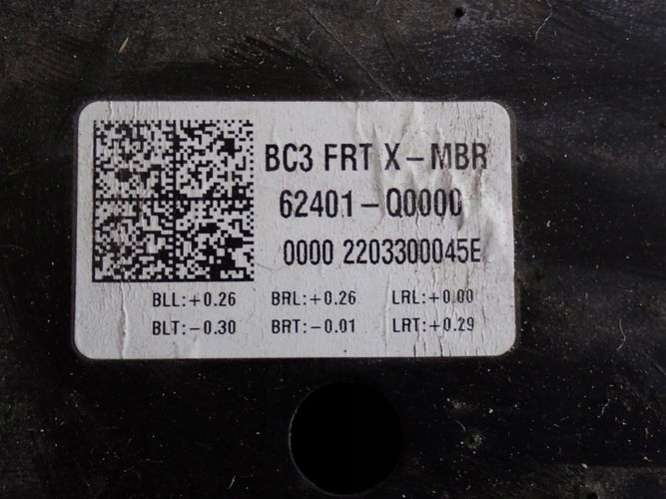 BC3 FRT X-MBR
62401-Q0000
0000 2203300045E
BLL:+0.26 BRL:+0.26 LRL:+0.00
BLT:-0.30 BRT:-0.01 LRT:+0.29